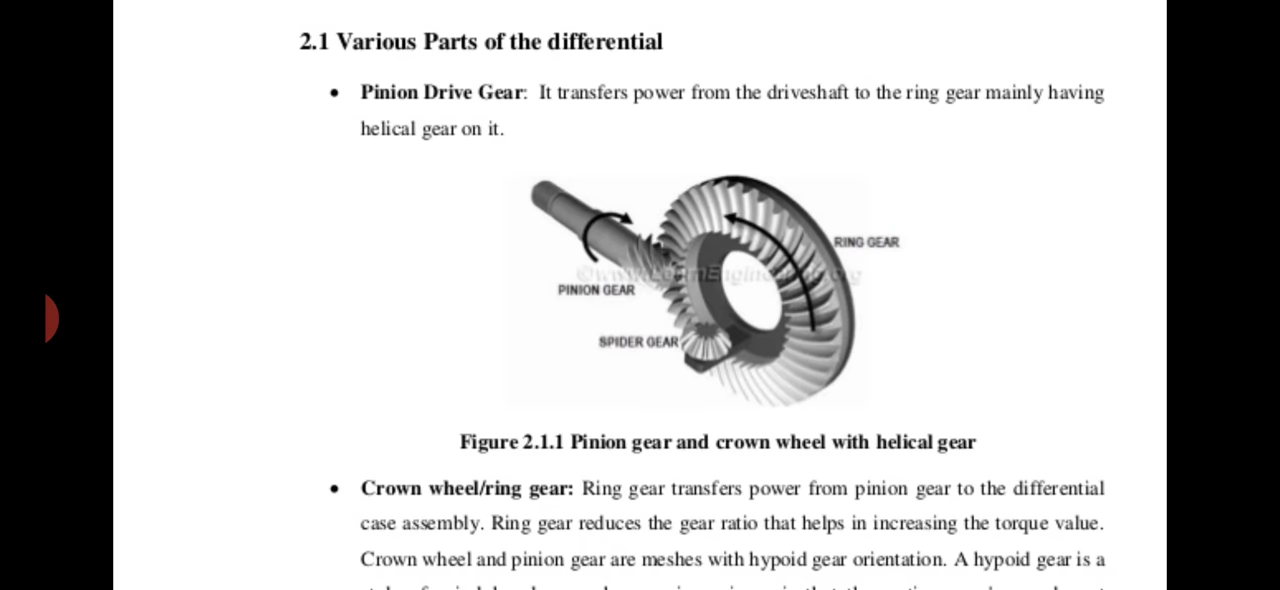 2.1 Various Parts of the differential
• Pinion Drive Gear: It transfers power from the driveshaft to the ring gear mainly having
helical gear on it.
RING GEAR
©www.LearnEngineering.org
PINION GEAR
SPIDER GEAR
Figure 2.1.1 Pinion gear and crown wheel with helical gear
• Crown wheel/ring gear: Ring gear transfers power from pinion gear to the differential
case assembly. Ring gear reduces the gear ratio that helps in increasing the torque value.
Crown wheel and pinion gear are meshes with hypoid gear orientation. A hypoid gear is a